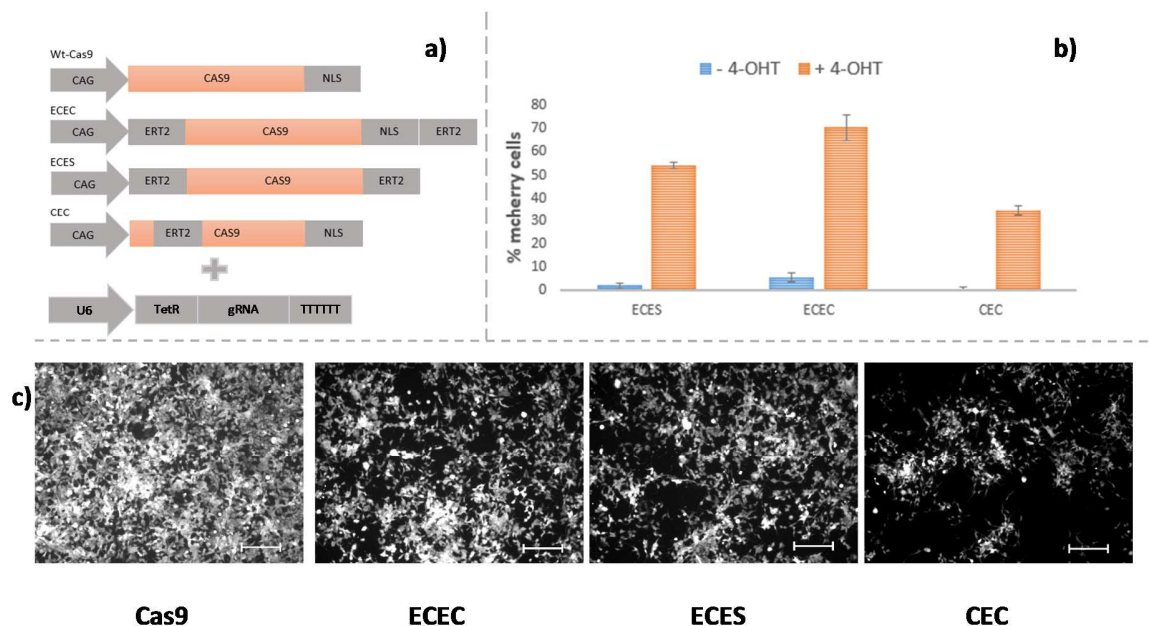 a)
Wt-Cas9
CAG CAS9 NLS
ECEC
CAG ERT2 CAS9 NLS ERT2
ECES
CAG ERT2 CAS9 ERT2
CEC
CAG ERT2 CAS9 NLS
U6 TetR gRNA TTTTTT
b)
- 4-OHT + 4-OHT
% mcherry cells
80
70
60
50
40
30
20
10
0
ECES ECEC CEC
c)
Cas9 ECEC ECES CEC